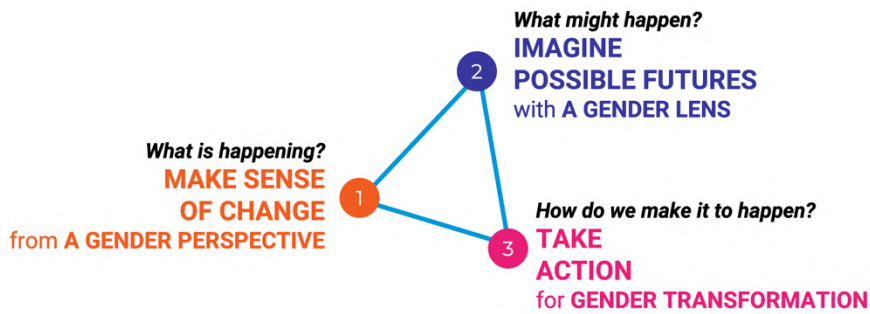 What is happening?
MAKE SENSE
OF CHANGE
from A GENDER PERSPECTIVE
1
What might happen?
IMAGINE
POSSIBLE FUTURES
with A GENDER LENS
2
How do we make it to happen?
TAKE
ACTION
for GENDER TRANSFORMATION
3